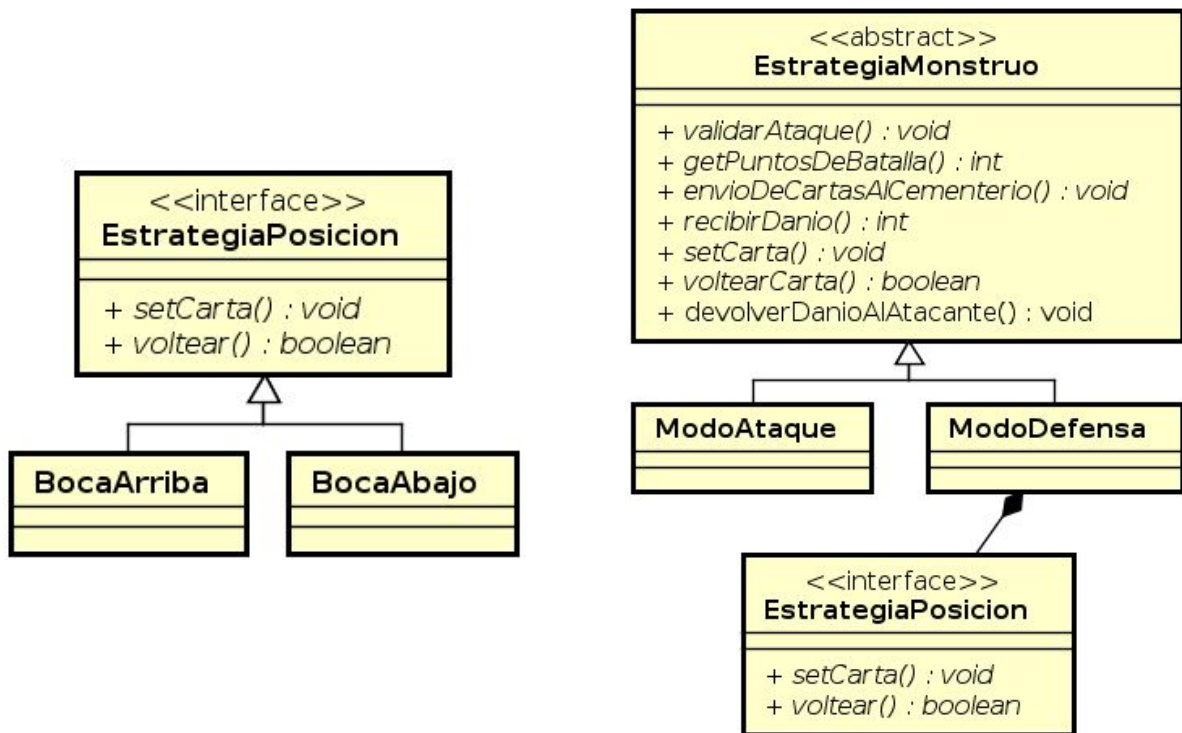 <<interface>>
EstrategiaPosicion
+ setCarta() : void
+ voltear() : boolean
BocaArriba
BocaAbajo
<<abstract>>
EstrategiaMonstruo
+ validarAtaque() : void
+ getPuntosDeBatalla() : int
+ envioDeCartasAlCementerio() : void
+ recibirDanio() : int
+ setCarta() : void
+ voltearCarta() : boolean
+ devolverDanioAlAtacante() : void
ModoAtaque
ModoDefensa
<<interface>>
EstrategiaPosicion
+ setCarta() : void
+ voltear() : boolean